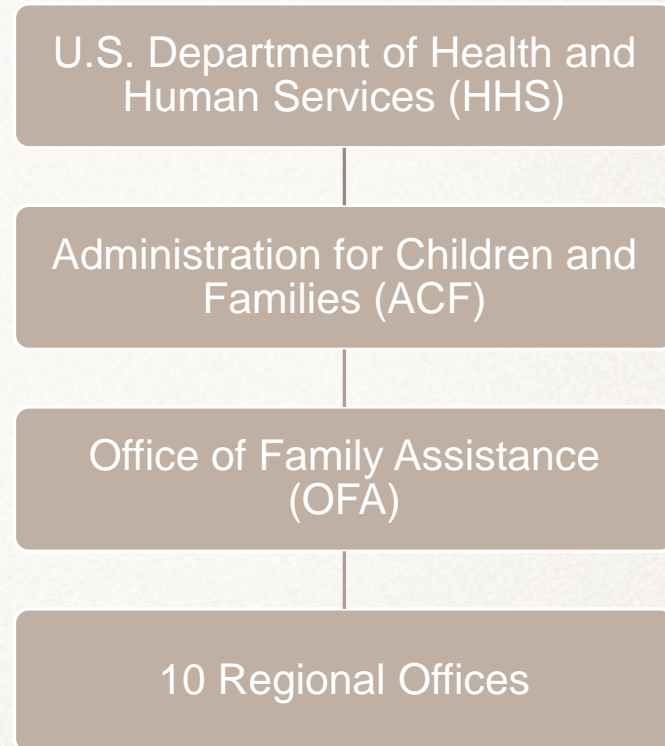 U.S. Department of Health and
Human Services (HHS)
Administration for Children and
Families (ACF)
Office of Family Assistance
(OFA)
10 Regional Offices